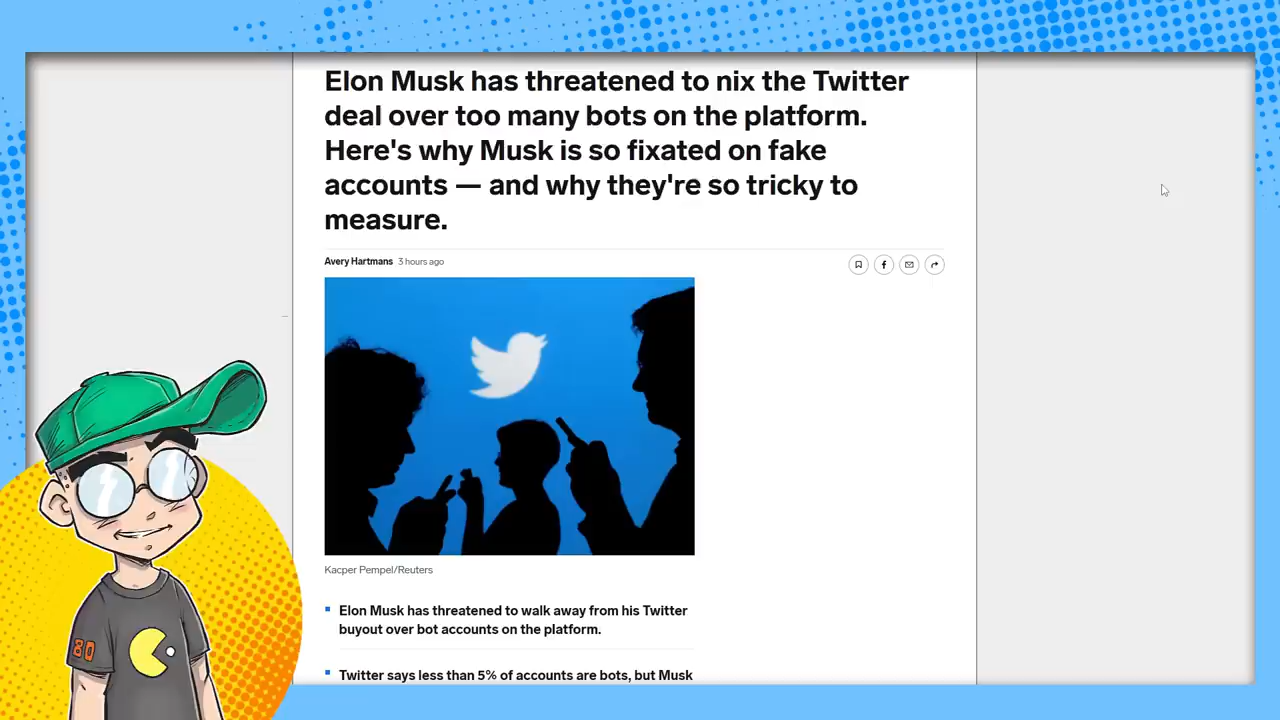 Elon Musk has threatened to nix the Twitter
deal over too many bots on the platform.
Here's why Musk is so fixated on fake
accounts — and why they're so tricky to
measure.
Avery Hartmans 3 hours ago
Kacper Pempel/Reuters
Elon Musk has threatened to walk away from his Twitter
buyout over bot accounts on the platform.
Twitter says less than 5% of accounts are bots, but Musk
80